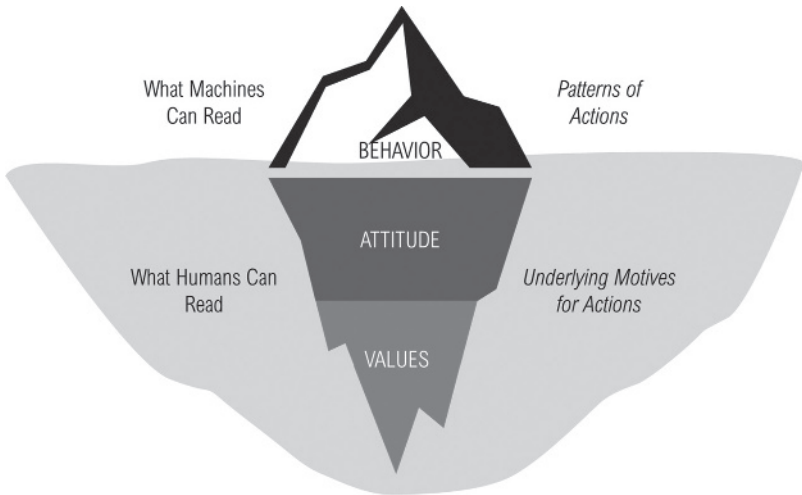 What Machines
Can Read
Patterns of
Actions
BEHAVIOR
ATTITUDE
What Humans Can
Read
Underlying Motives
for Actions
VALUES